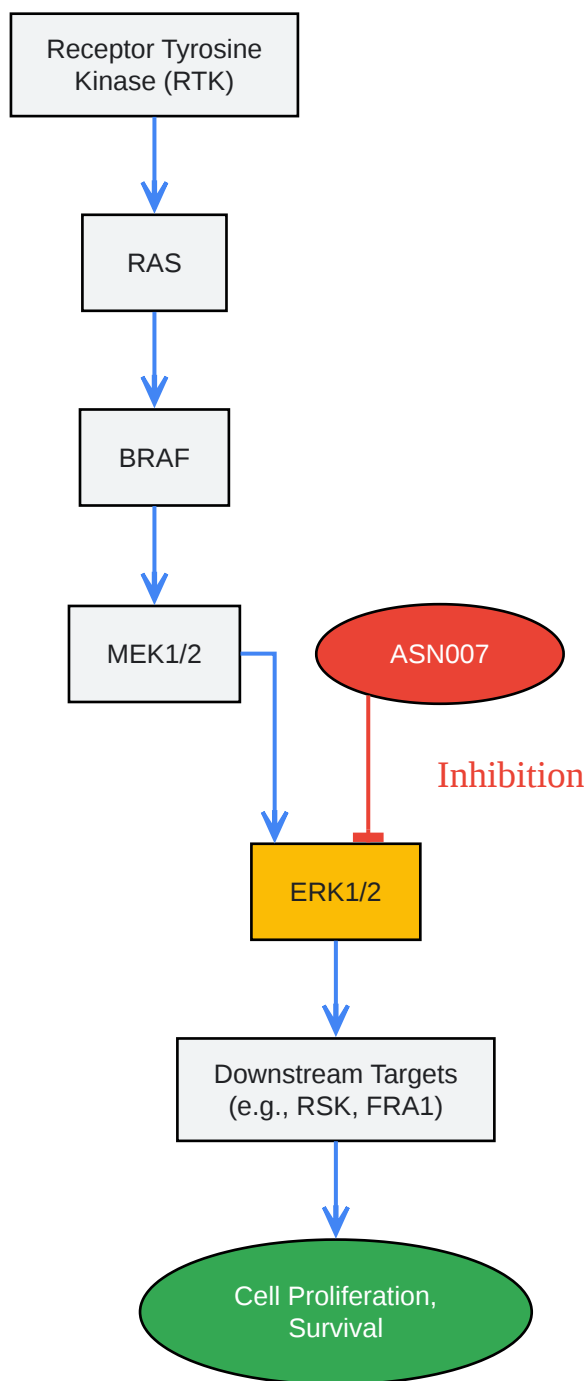 Receptor Tyrosine
Kinase (RTK)
RAS
BRAF
MEK1/2
ASN007
Inhibition
ERK1/2
Downstream Targets
(e.g., RSK, FRA1)
Cell Proliferation,
Survival